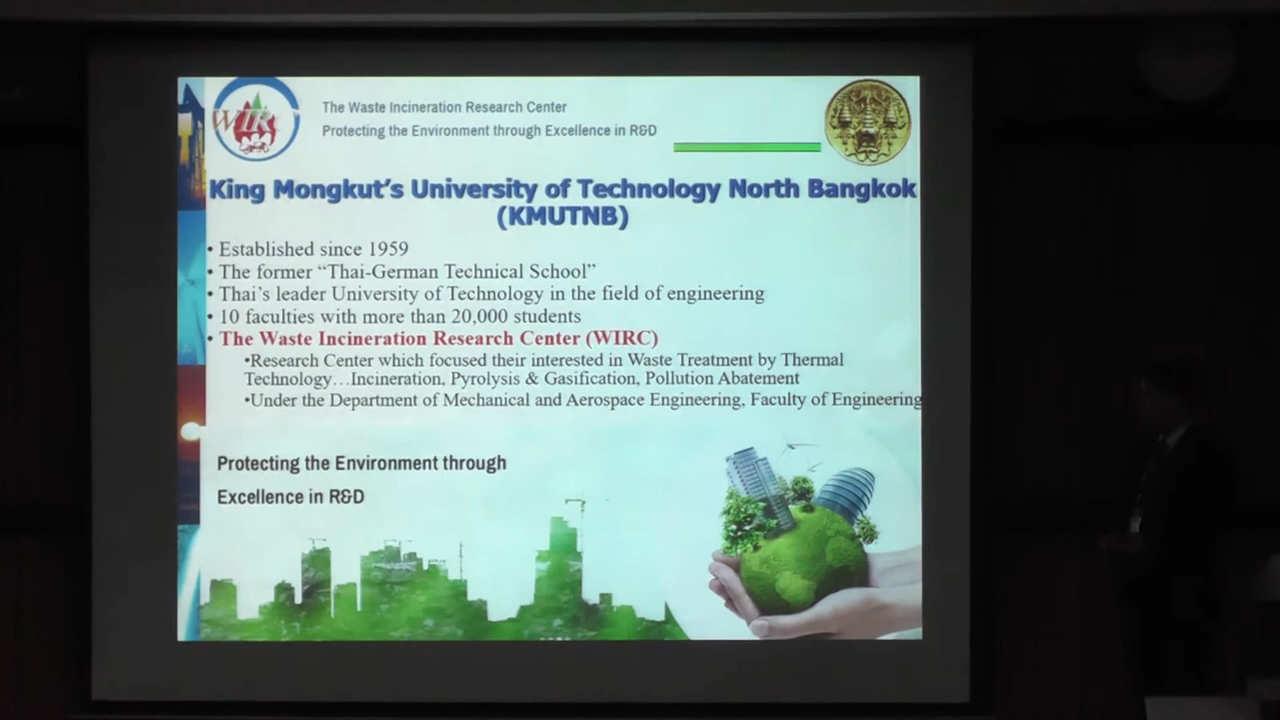 WIRC
The Waste Incineration Research Center
Protecting the Environment through Excellence in R&D
King Mongkut's University of Technology North Bangkok
(KMUTNB)
• Established since 1959
• The former “Thai-German Technical School”
• Thai's leader University of Technology in the field of engineering
• 10 faculties with more than 20,000 students
• The Waste Incineration Research Center (WIRC)
•Research Center which focused their interested in Waste Treatment by Thermal
Technology…Incineration, Pyrolysis & Gasification, Pollution Abatement
•Under the Department of Mechanical and Aerospace Engineering, Faculty of Engineering
Protecting the Environment through
Excellence in R&D